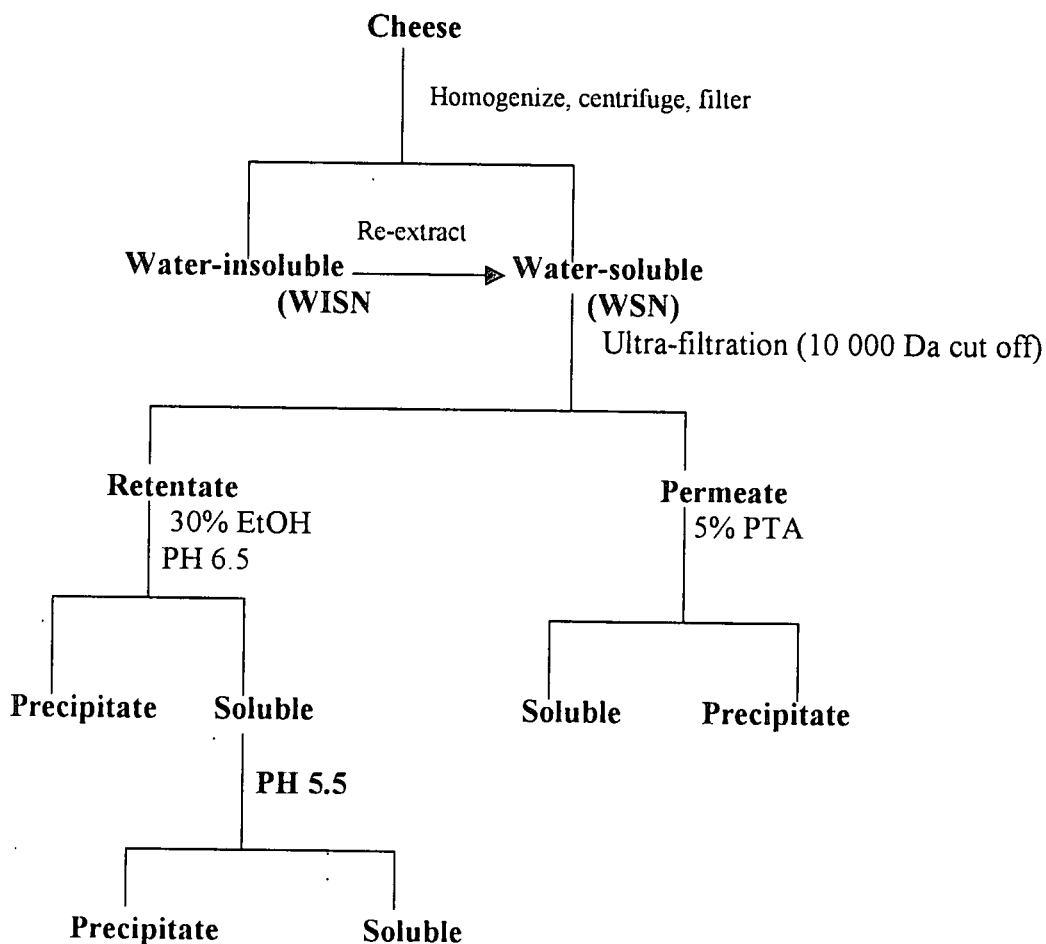 Cheese
Homogenize, centrifuge, filter
Re-extract
Water-insoluble
(WISN
Water-soluble
(WSN)
Ultra-filtration (10 000 Da cut off)
Retentate
30% EtOH
PH 6.5
Permeate
5% PTA
Precipitate
Soluble
Soluble
Precipitate
PH 5.5
Precipitate
Soluble